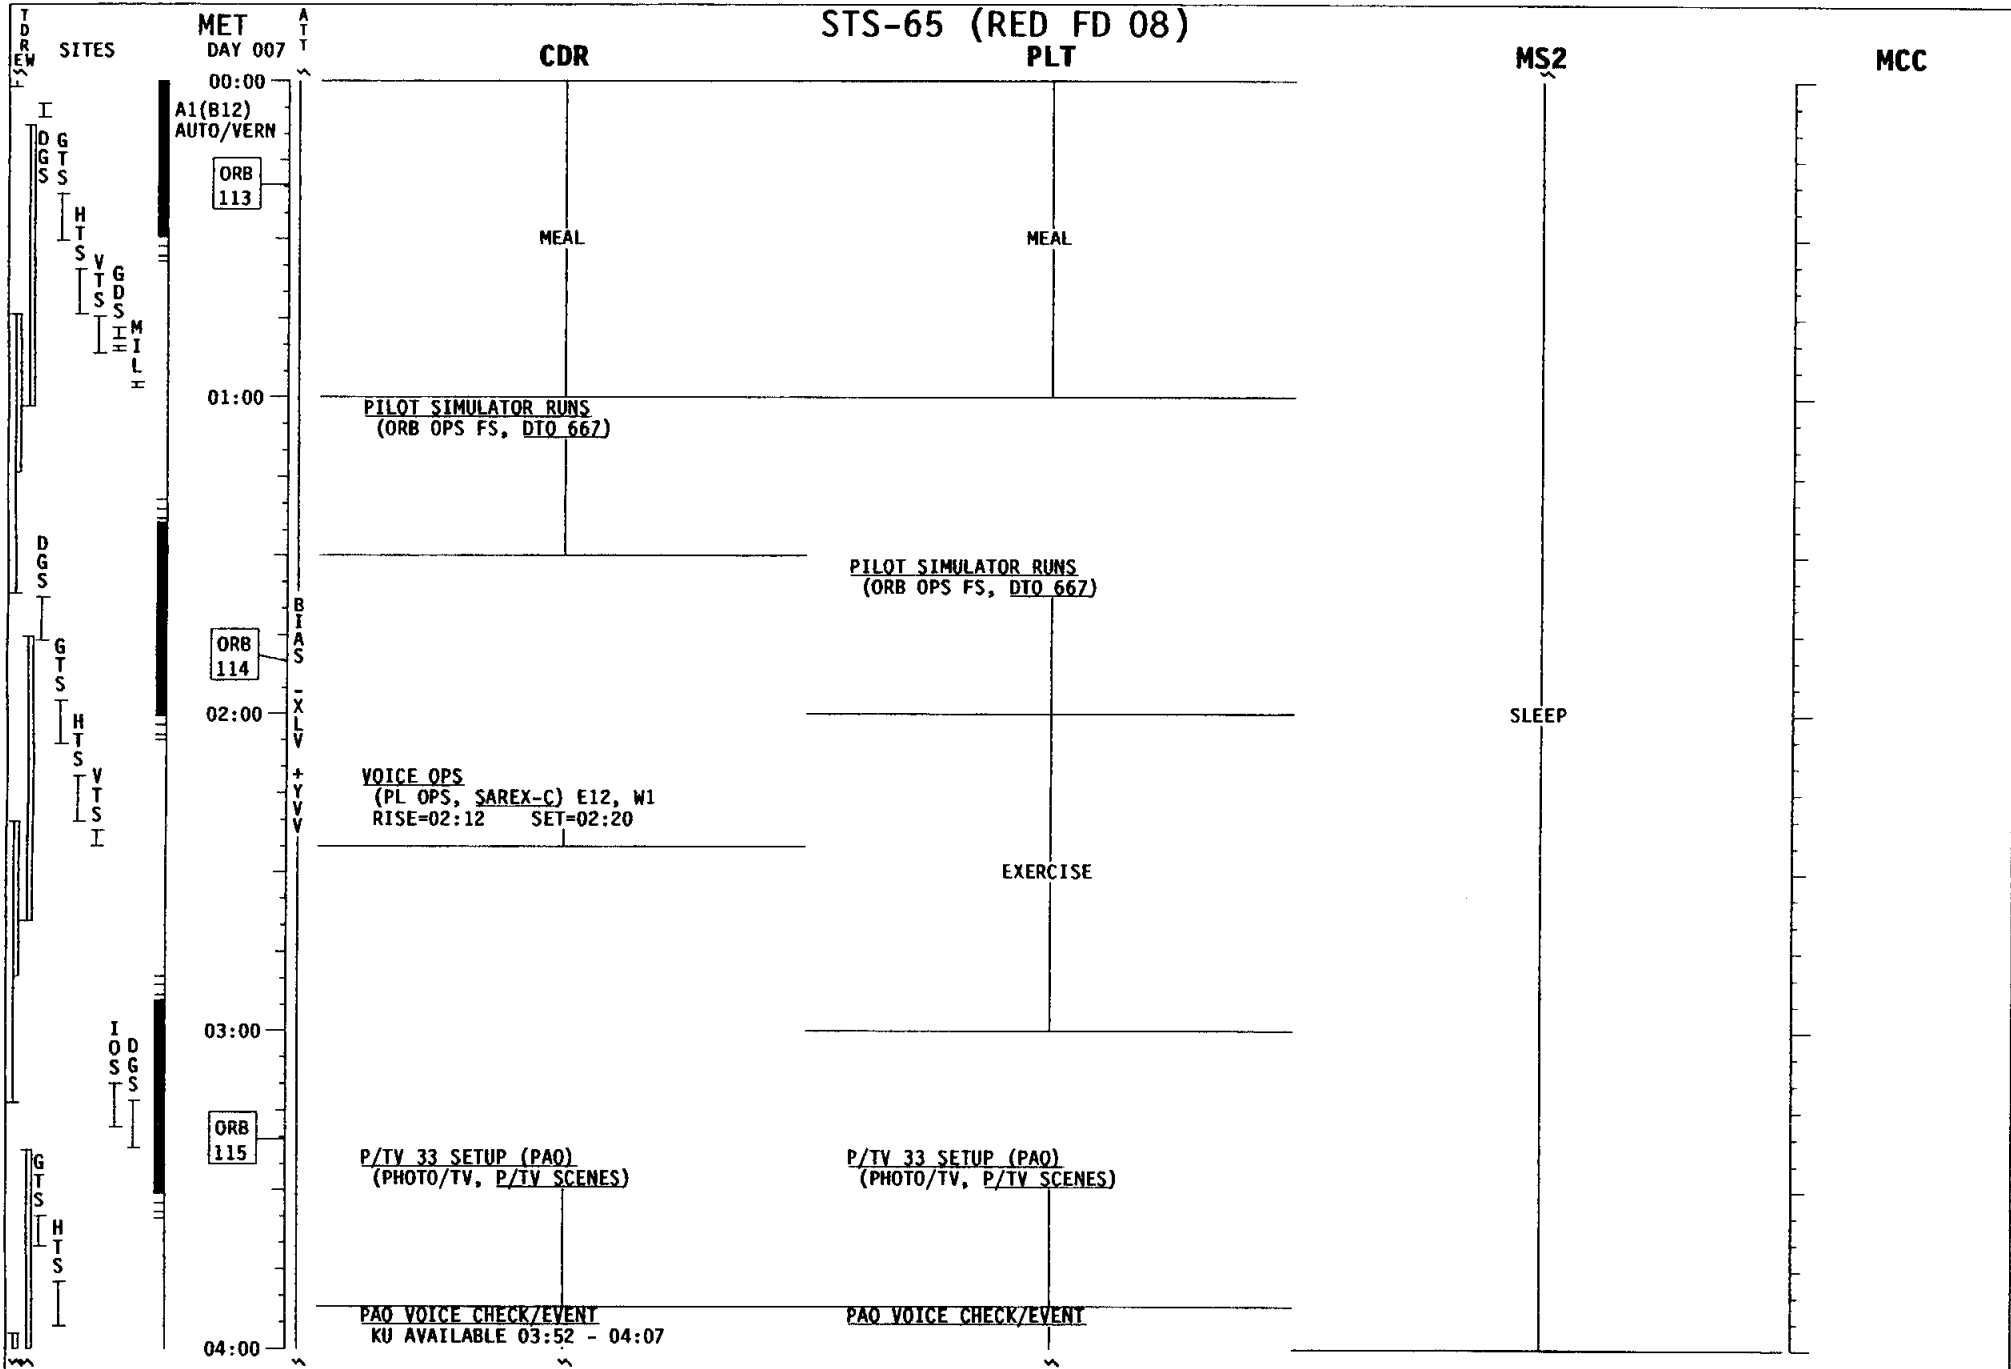 STS-65 (RED FD 08)
TDRE W
SITES
MET
DAY 007
ATT
CDR
PLT
MS2
MCC
00:00
A1(B12)
AUTO/VERN
DGS
GTS
ORB
113
HTS
VTS
GDS
MIL
MEAL
MEAL
01:00
PILOT SIMULATOR RUNS
(ORB OPS FS, DTO 667)
DGS
PILOT SIMULATOR RUNS
(ORB OPS FS, DTO 667)
BIAS -XLV +YVV
ORB
114
GTS
02:00
HTS
SLEEP
VTS
VOICE OPS
(PL OPS, SAREX-C) E12, W1
RISE=02:12 SET=02:20
EXERCISE
03:00
IOS
DGS
ORB
115
GTS
P/TV 33 SETUP (PAO)
(PHOTO/TV, P/TV SCENES)
P/TV 33 SETUP (PAO)
(PHOTO/TV, P/TV SCENES)
HTS
PAO VOICE CHECK/EVENT
KU AVAILABLE 03:52 - 04:07
PAO VOICE CHECK/EVENT
04:00